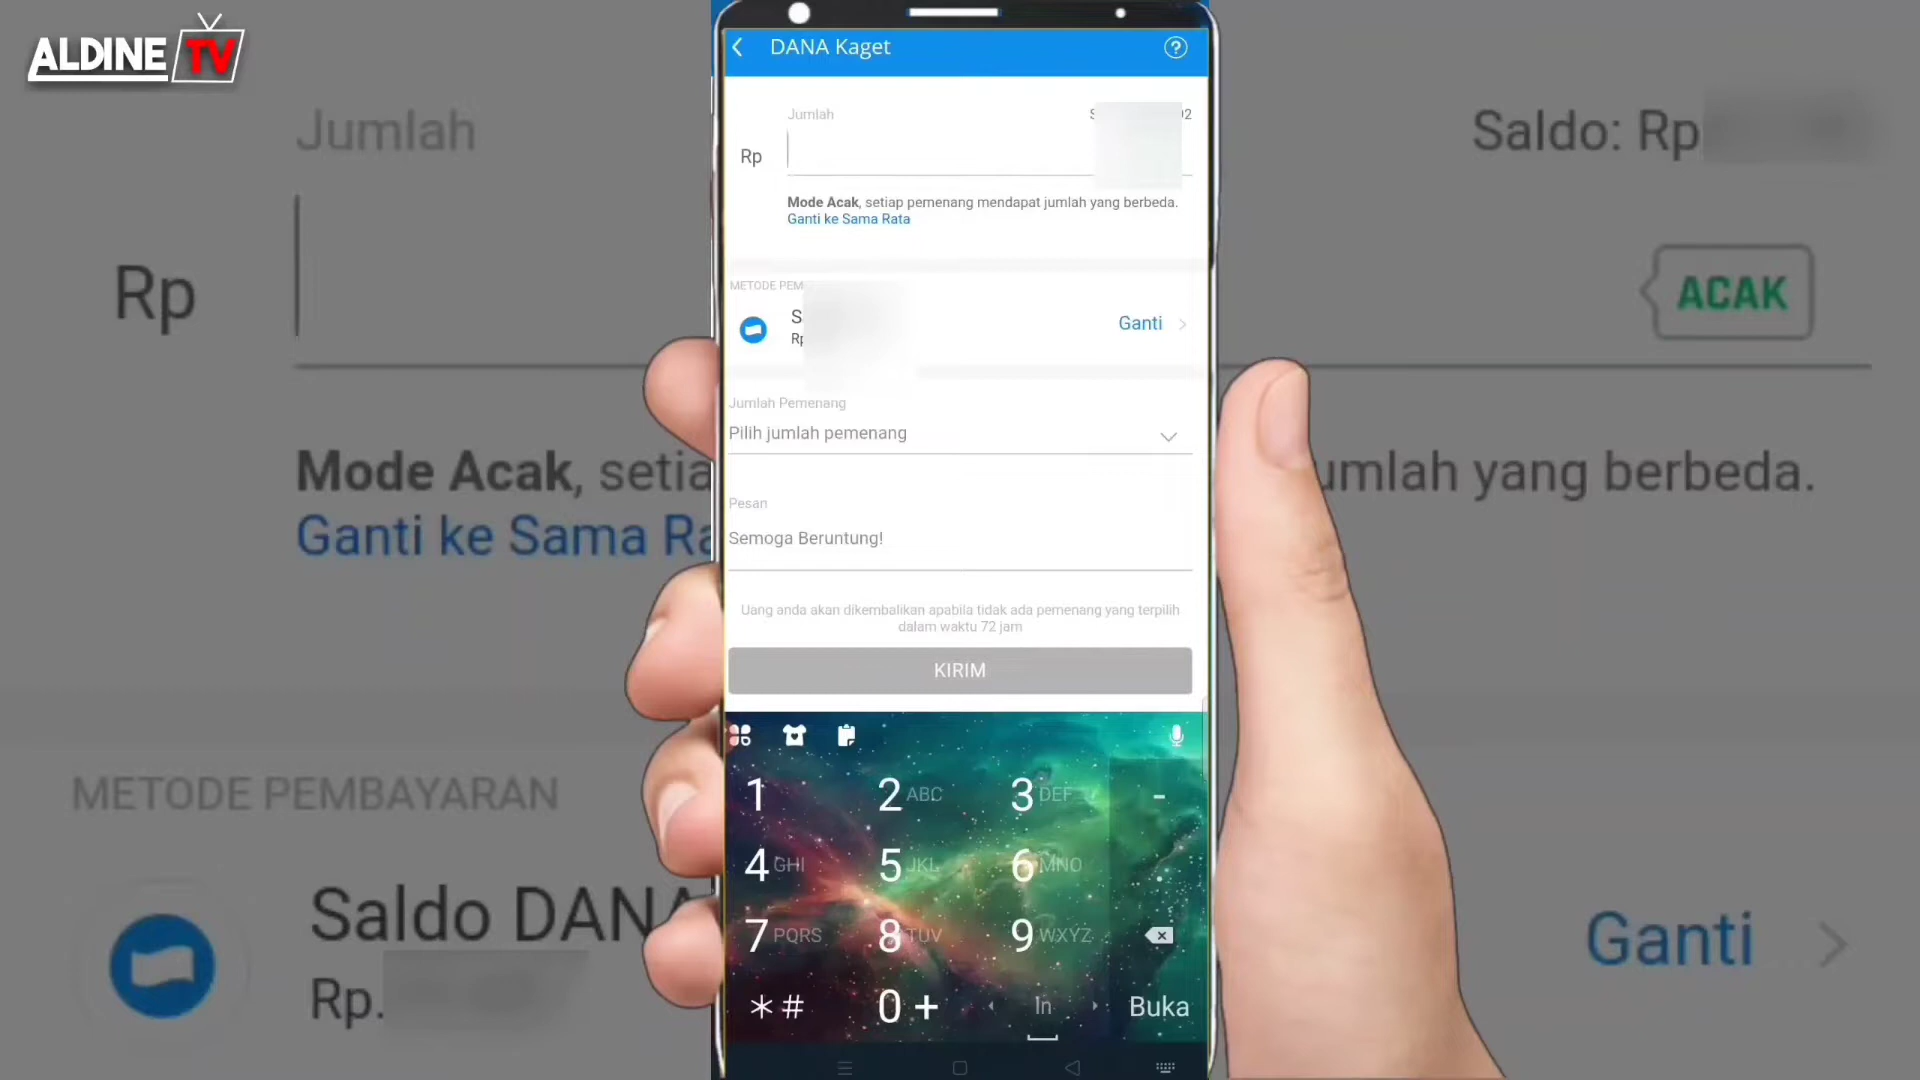 ALDINE TV
DANA Kaget
?
Jumlah
Rp
Mode Acak, setiap pemenang mendapat jumlah yang berbeda.
Ganti ke Sama Rata
Ganti
Jumlah Pemenang
Pilih jumlah pemenang
Pesan
Semoga Beruntung!
Uang anda akan dikembalikan apabila tidak ada pemenang yang terpilih
dalam waktu 72 jam
KIRIM
1 2 ABC 3 DEF -
4 GHI 5 JKL 6 MNO .
7 PQRS 8 TUV 9 WXYZ
*# 0 + In Buka
Jumlah
Saldo: Rp
Rp
ACAK
Mode Acak, umlah yang berbeda.
Ganti ke Sama
METODE PEMBAYARAN
Saldo DANA
Rp.
Ganti